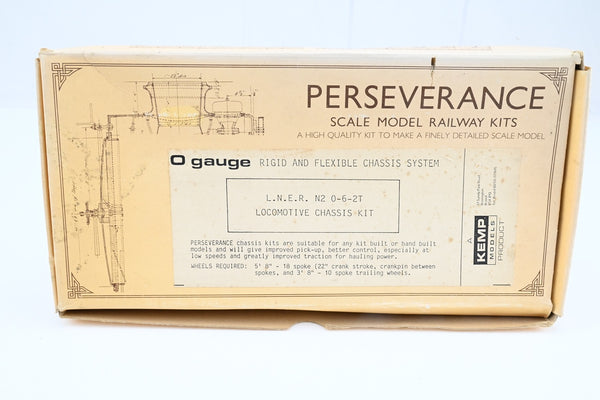 PERSEVERANCE
SCALE MODEL RAILWAY KITS
A HIGH QUALITY KIT TO MAKE A FINELY DETAILED SCALE MODEL
O gauge RIGID AND FLEXIBLE CHASSIS SYSTEM
L.N.E.R. N2 0-6-2T
LOCOMOTIVE CHASSIS KIT
PERSEVERANCE chassis kits are suitable for any kit built or hand built
models and will give improved pick-up, better control, especially at
low speeds and greatly improved traction for hauling power.
WHEELS REQUIRED: 5' 8" - 18 spoke (22" crank stroke, crankpin between
spokes, and 3' 8" - 10 spoke trailing wheels.
A
KEMP
MODELS
PRODUCT